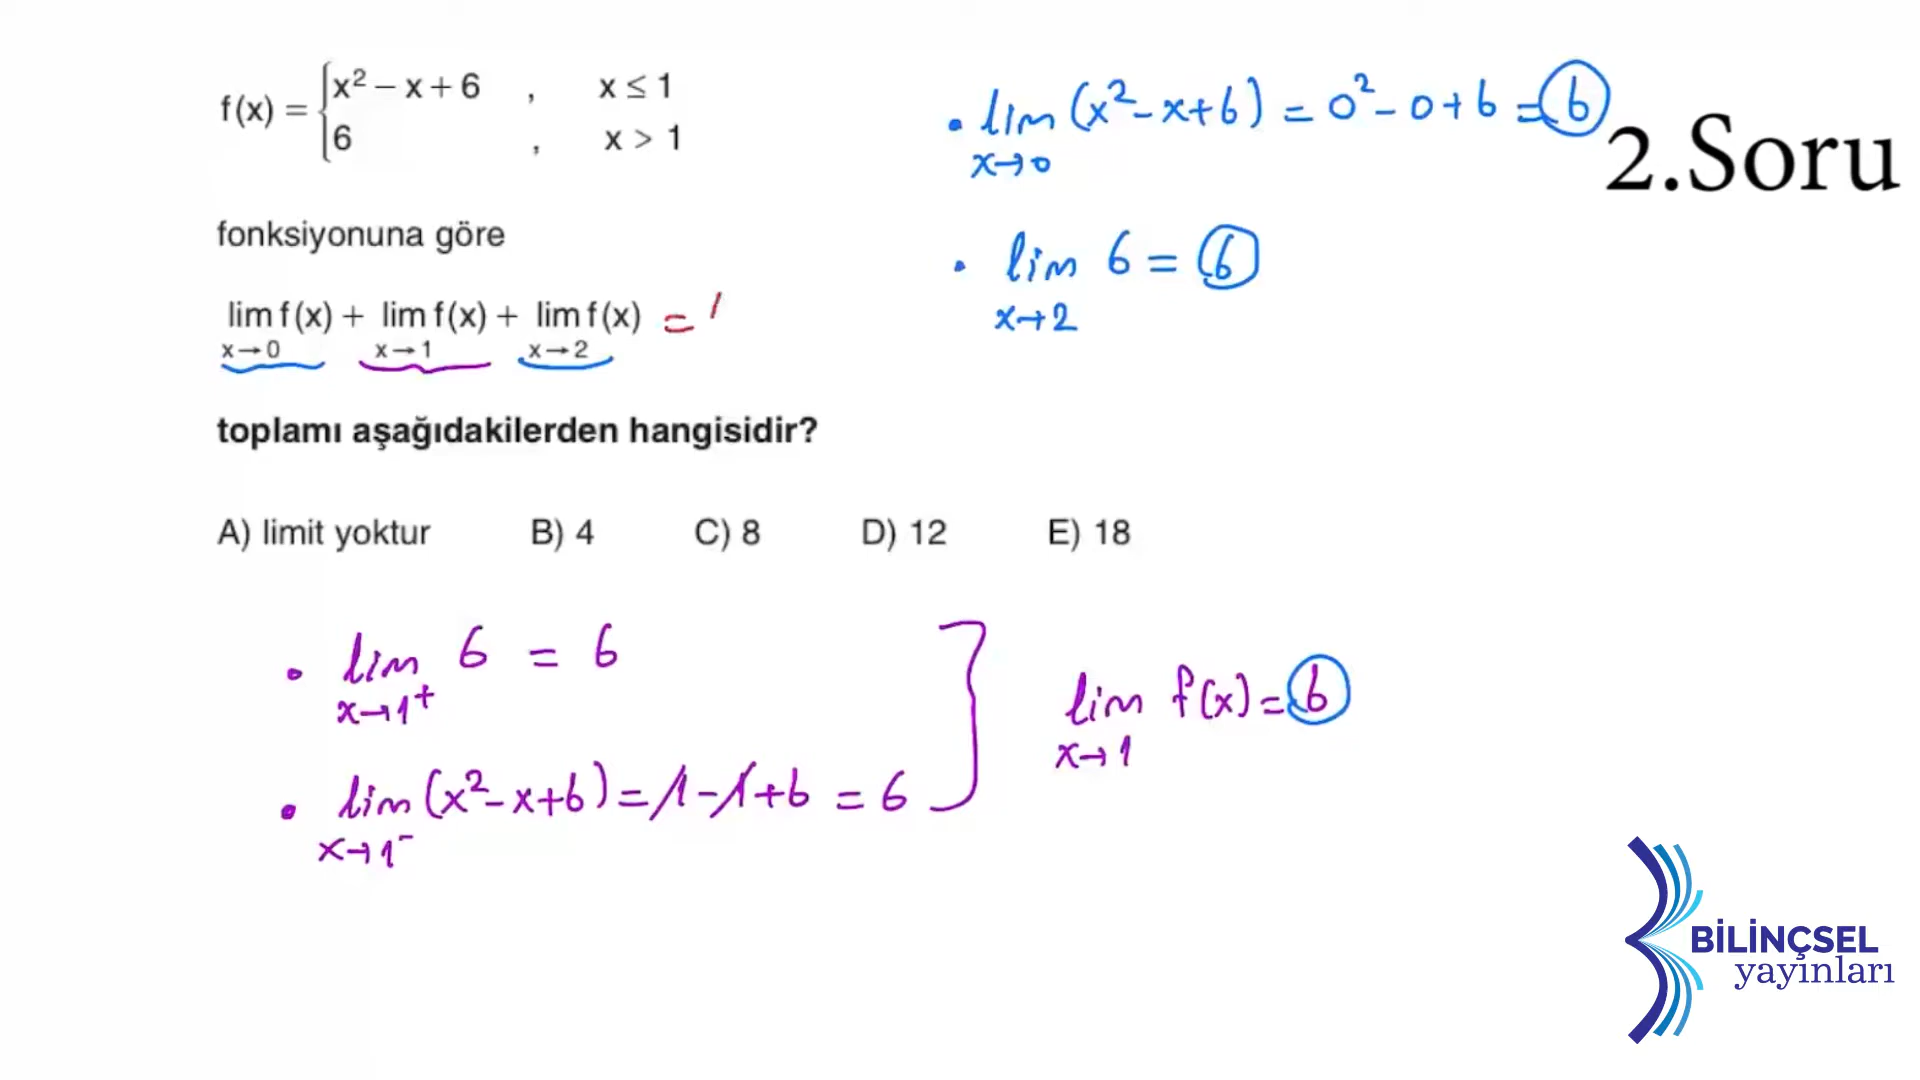 f(x) = { x² − x + 6 , x ≤ 1
6 , x > 1
fonksiyonuna göre
lim f(x) + lim f(x) + lim f(x) = 1
x→0 x→1 x→2
toplamı aşağıdakilerden hangisidir?
A) limit yoktur B) 4 C) 8 D) 12 E) 18
• lim (x²-x+6) = 0²-0+6 = 6
x→0
2.Soru
• lim 6 = 6
x→2
• lim 6 = 6
x→1⁺
• lim (x²-x+6) = 1-1+6 = 6
x→1⁻
lim f(x) = 6
x→1
BİLİNÇSEL
yayınları